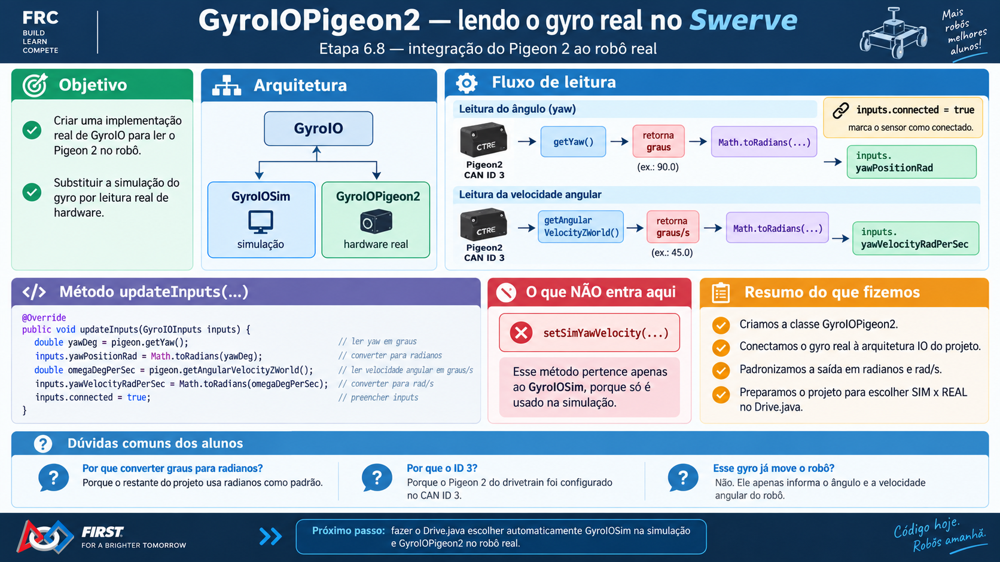 FRC
BUILD
LEARN
COMPETE
GyroIOPigeon2 — lendo o gyro real no Swerve
Etapa 6.8 — integração do Pigeon 2 ao robô real
Mais
robôs
melhores
alunos!
Objetivo
Criar uma implementação
real de GyroIO para ler o
Pigeon 2 no robô.
Substituir a simulação do
gyro por leitura real de
hardware.
Arquitetura
GyroIO
GyroIOSim
simulação
GyroIOPigeon2
hardware real
Fluxo de leitura
Leitura do ângulo (yaw)
CTRE
Pigeon2
CAN ID 3
getYaw()
retorna
graus
(ex.: 90.0)
Math.toRadians(...)
inputs.connected = true
marca o sensor como conectado.
inputs.
yawPositionRad
Leitura da velocidade angular
CTRE
Pigeon2
CAN ID 3
getAngular
VelocityZWorld()
retorna
graus/s
(ex.: 45.0)
Math.toRadians(...)
inputs.
yawVelocityRadPerSec
</> Método updateInputs(...)
@Override
public void updateInputs(GyroIOInputs inputs) {
double yawDeg = pigeon.getYaw(); // ler yaw em graus
inputs.yawPositionRad = Math.toRadians(yawDeg); // converter para radianos
double omegaDegPerSec = pigeon.getAngularVelocityZWorld(); // ler velocidade angular em graus/s
inputs.yawVelocityRadPerSec = Math.toRadians(omegaDegPerSec); // converter para rad/s
inputs.connected = true; // preencher inputs
}
O que NÃO entra aqui
setSimYawVelocity(...)
Esse método pertence apenas
ao GyroIOSim, porque só é
usado na simulação.
Resumo do que fizemos
Criamos a classe GyroIOPigeon2.
Conectamos o gyro real à arquitetura IO do projeto.
Padronizamos a saída em radianos e rad/s.
Preparamos o projeto para escolher SIM x REAL
no Drive.java.
? Dúvidas comuns dos alunos
?
Por que converter graus para radianos?
Porque o restante do projeto usa radianos como padrão.
?
Por que o ID 3?
Porque o Pigeon 2 do drivetrain foi configurado
no CAN ID 3.
?
Esse gyro já move o robô?
Não. Ele apenas informa o ângulo e a velocidade
angular do robô.
FIRST
FOR A BRIGHTER TOMORROW
Próximo passo: fazer o Drive.java escolher automaticamente GyroIOSim na simulação
e GyroIOPigeon2 no robô real.
Código hoje.
Robôs amanhã.